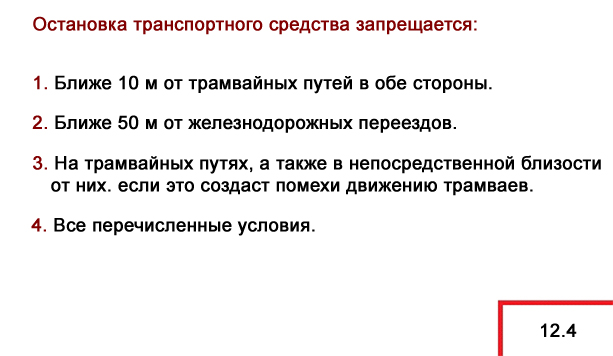 Остановка транспортного средства запрещается:
1. Ближе 10 м от трамвайных путей в обе стороны.
2. Ближе 50 м от железнодорожных переездов.
3. На трамвайных путях, а также в непосредственной близости
от них. если это создаст помехи движению трамваев.
4. Все перечисленные условия.
12.4